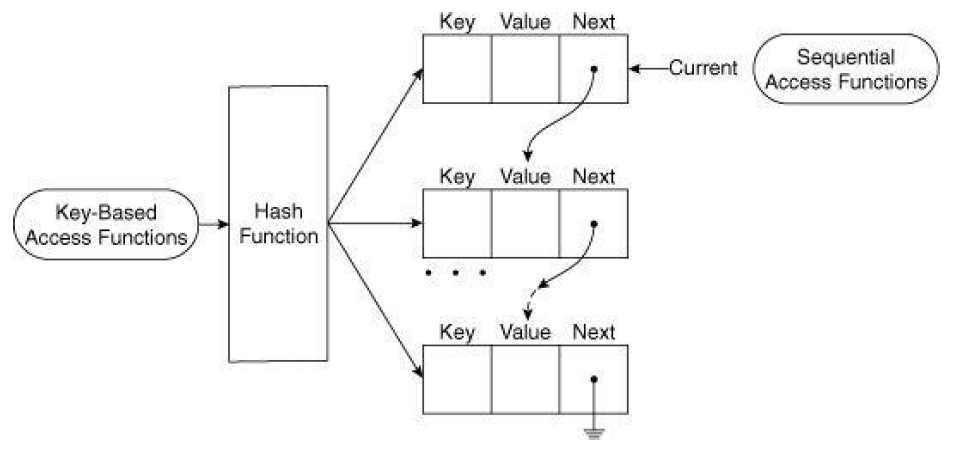 Key Value Next
Current
Sequential
Access Functions
Key-Based
Access Functions
Hash
Function
Key Value Next
Key Value Next